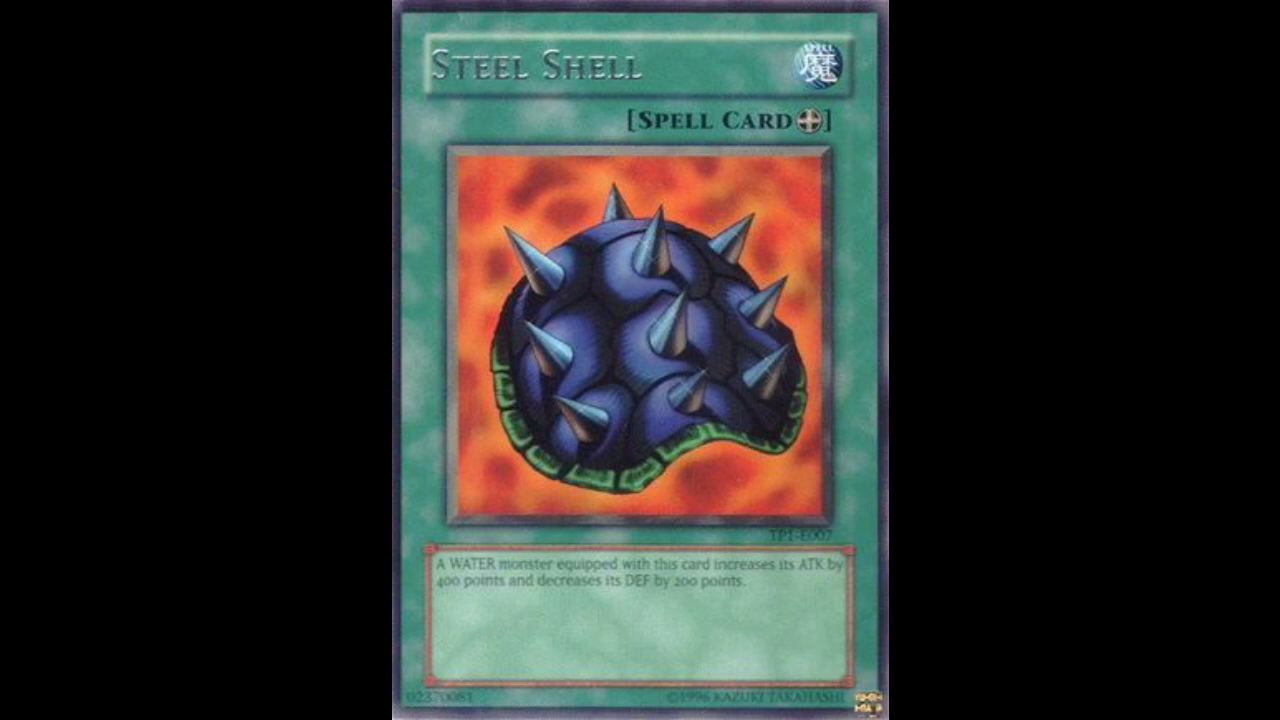 STEEL SHELL
魔
[SPELL CARD]
TP1-E007
A WATER monster equipped with this card increases its ATK by
400 points and decreases its DEF by 200 points.
02370081
©1996 KAZUKI TAKAHASHI